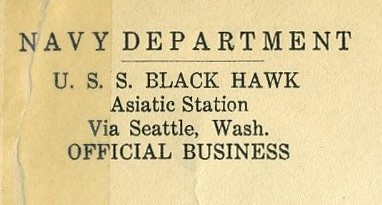 NAVY DEPARTMENT
U. S. S. BLACK HAWK
Asiatic Station
Via Seattle, Wash.
OFFICIAL BUSINESS